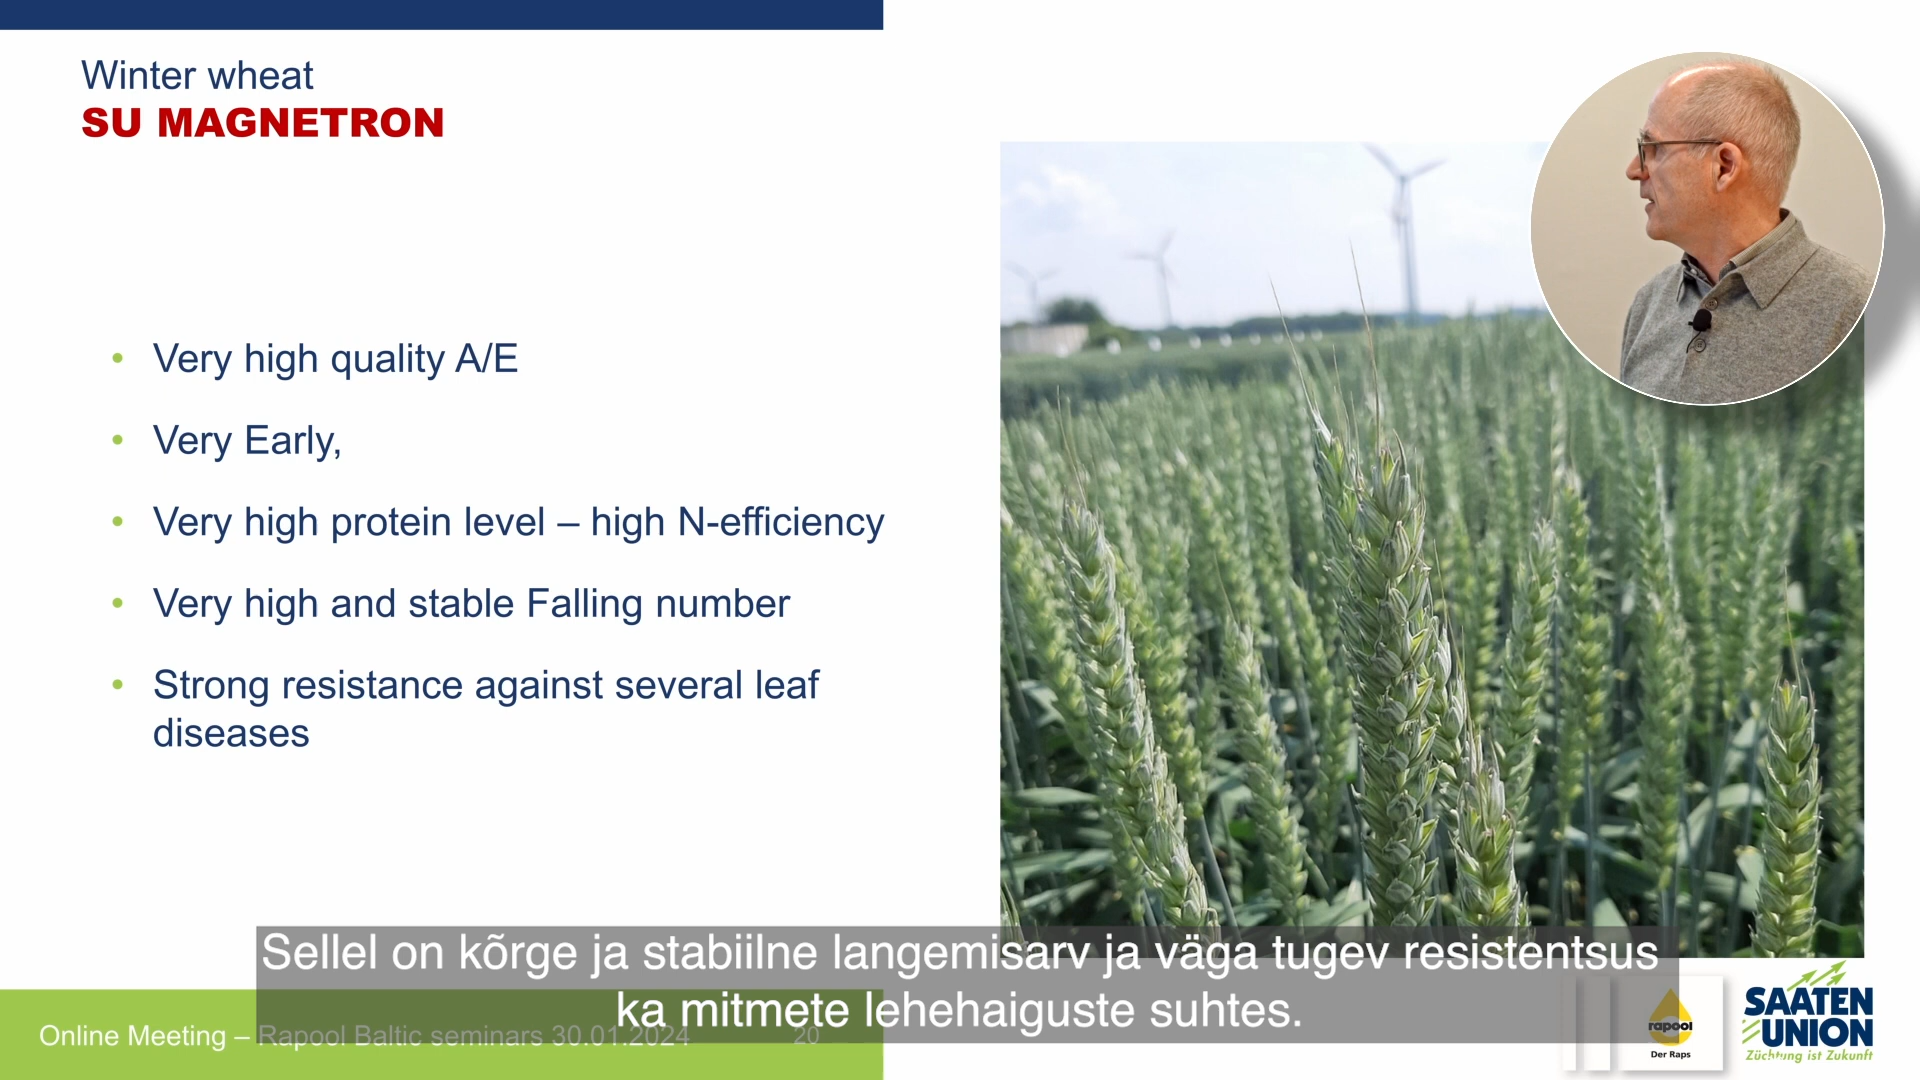 Winter wheat
SU MAGNETRON
• Very high quality A/E
• Very Early,
• Very high protein level – high N-efficiency
• Very high and stable Falling number
• Strong resistance against several leaf
diseases
Sellel on kõrge ja stabiilne langemisarv ja väga tugev resistentsus
ka mitmete lehehaiguste suhtes.
Online Meeting – Rapool Baltic seminars 30.01.2024
20
rapool
Der Raps
SAATEN
UNION
Züchtung ist Zukunft